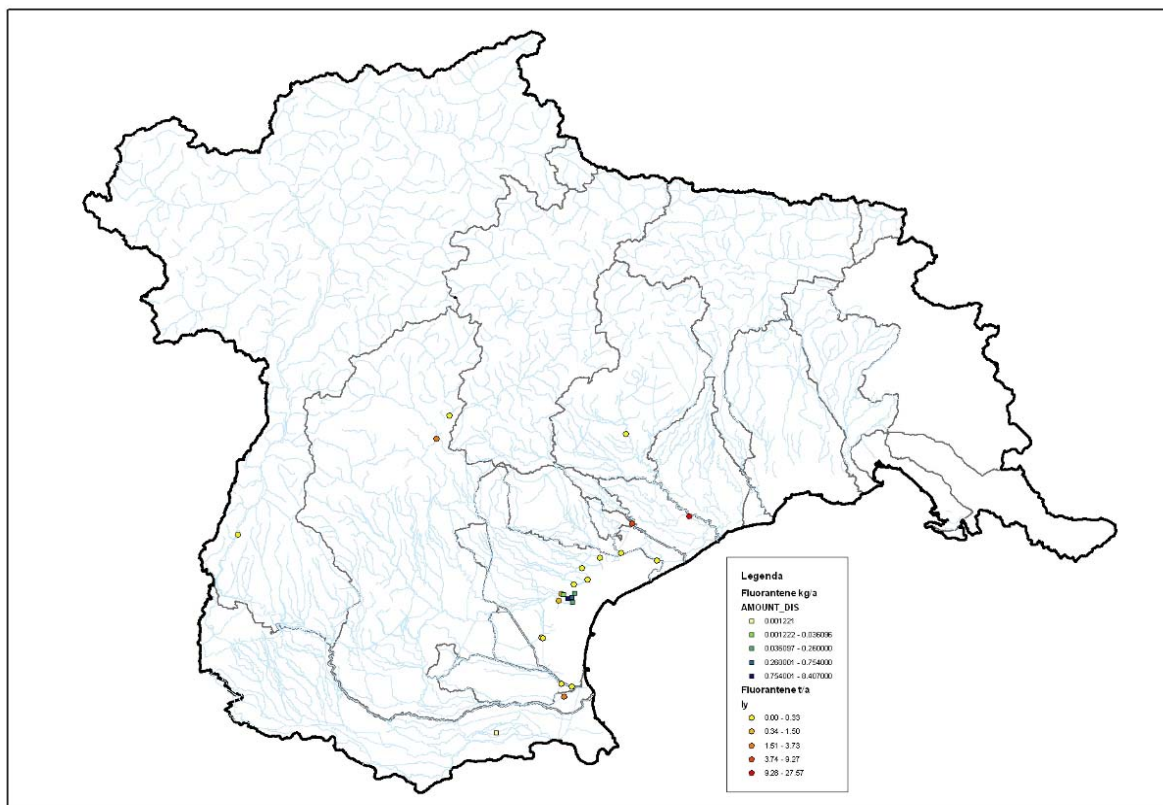 Legenda
Fluorantene kg/a
AMOUNT_DIS
0.001221
0.001222 - 0.036096
0.036097 - 0.260000
0.260001 - 0.754000
0.754001 - 8.407000
Fluorantene t/a
ly
0.00 - 0.33
0.34 - 1.50
1.51 - 3.73
3.74 - 9.27
9.28 - 27.57